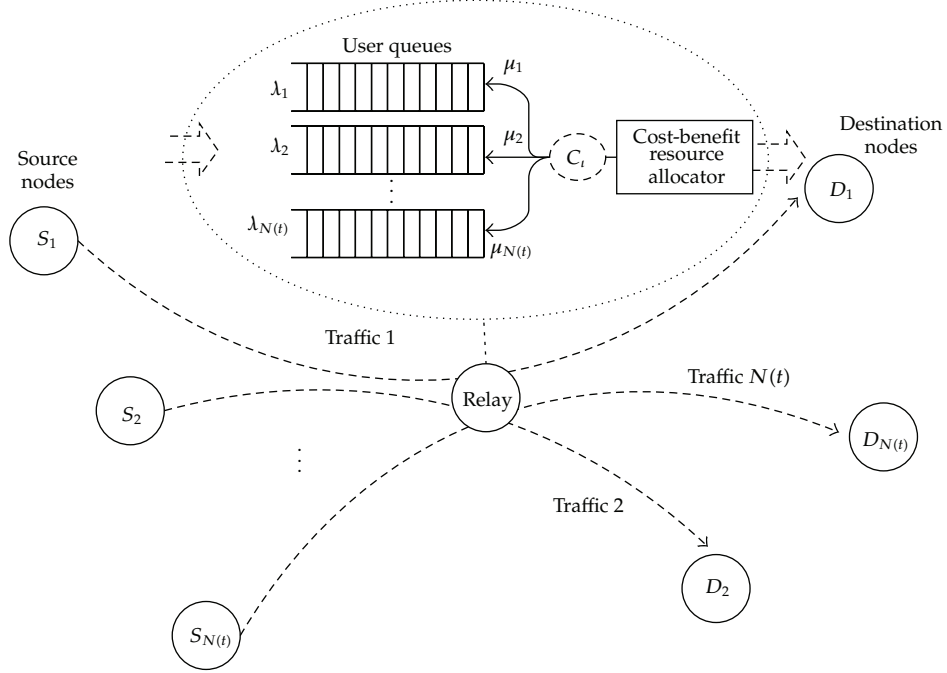 User queues
λ1
μ1
λ2
μ2
⋮
λN(t)
μN(t)
Cι
Cost-benefit
resource
allocator
Destination
nodes
D1
Source
nodes
S1
Traffic 1
Relay
Traffic N(t)
S2
DN(t)
⋮
Traffic 2
D2
SN(t)